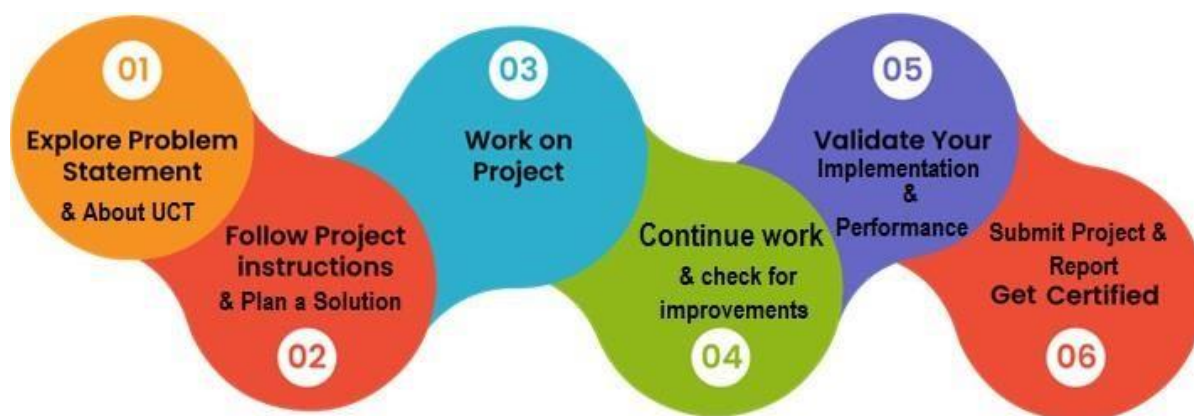 01
Explore Problem
Statement
& About UCT
Follow Project
instructions
& Plan a Solution
02
03
Work on
Project
Continue work
& check for
improvements
04
05
Validate Your
Implementation
&
Performance
Submit Project &
Report
Get Certified
06